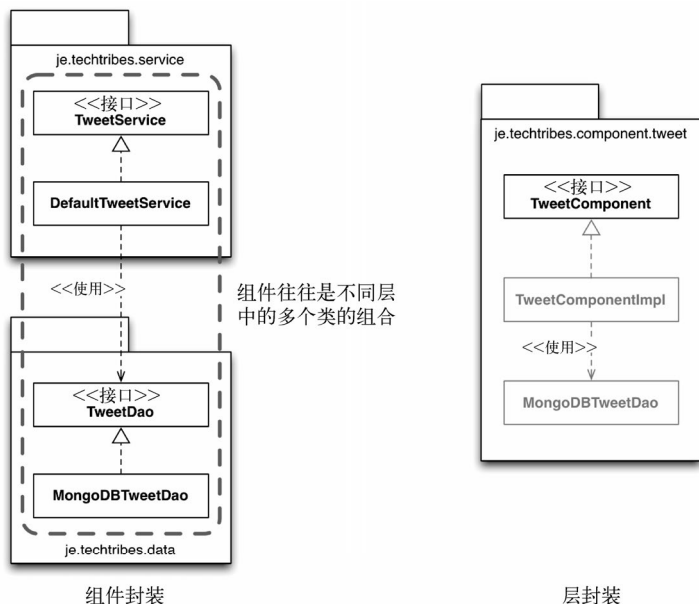 je.techtribes.service
<<接口>>
TweetService
DefaultTweetService
<<使用>>
组件往往是不同层
中的多个类的组合
<<接口>>
TweetDao
MongoDBTweetDao
je.techtribes.data
组件封装
je.techtribes.component.tweet
<<接口>>
TweetComponent
TweetComponentImpl
<<使用>>
MongoDBTweetDao
层封装